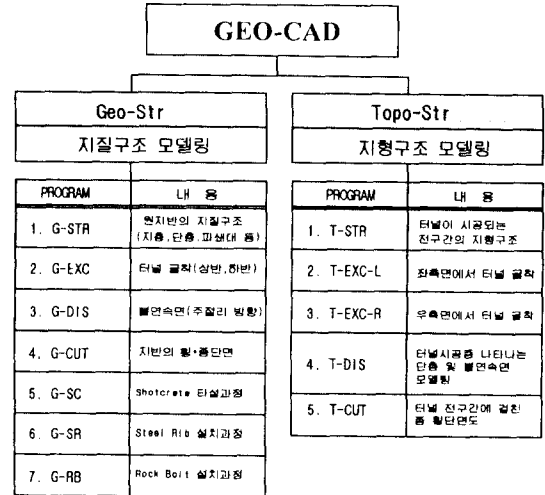 GEO-CAD
Geo-Str
지질구조 모델링
PROGRAM 내 용
1. G-STR 원지반의 지질구조
(지층,단층,파쇄대 등)
2. G-EXC 터널 굴착(상반,하반)
3. G-DIS 불연속면(주절리 방향)
4. G-CUT 지반의 횡•종단면
5. G-SC Shotcrete 타설과정
6. G-SR Steel Rib 설치과정
7. G-RB Rock Bolt 설치과정
Topo-Str
지형구조 모델링
PROGRAM 내 용
1. T-STR 터널이 시공되는
전구간의 지형구조
2. T-EXC-L 좌측면에서 터널 굴착
3. T-EXC-R 우측면에서 터널 굴착
4. T-DIS 터널시공중 나타나는
단층 및 불연속면
모델링
5. T-CUT 터널 전구간에 걸친
종 횡단면도